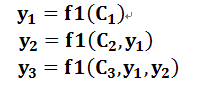 y₁ = f1(C₁)↵
y₂ = f1(C₂,y₁)
y₃ = f1(C₃,y₁,y₂)